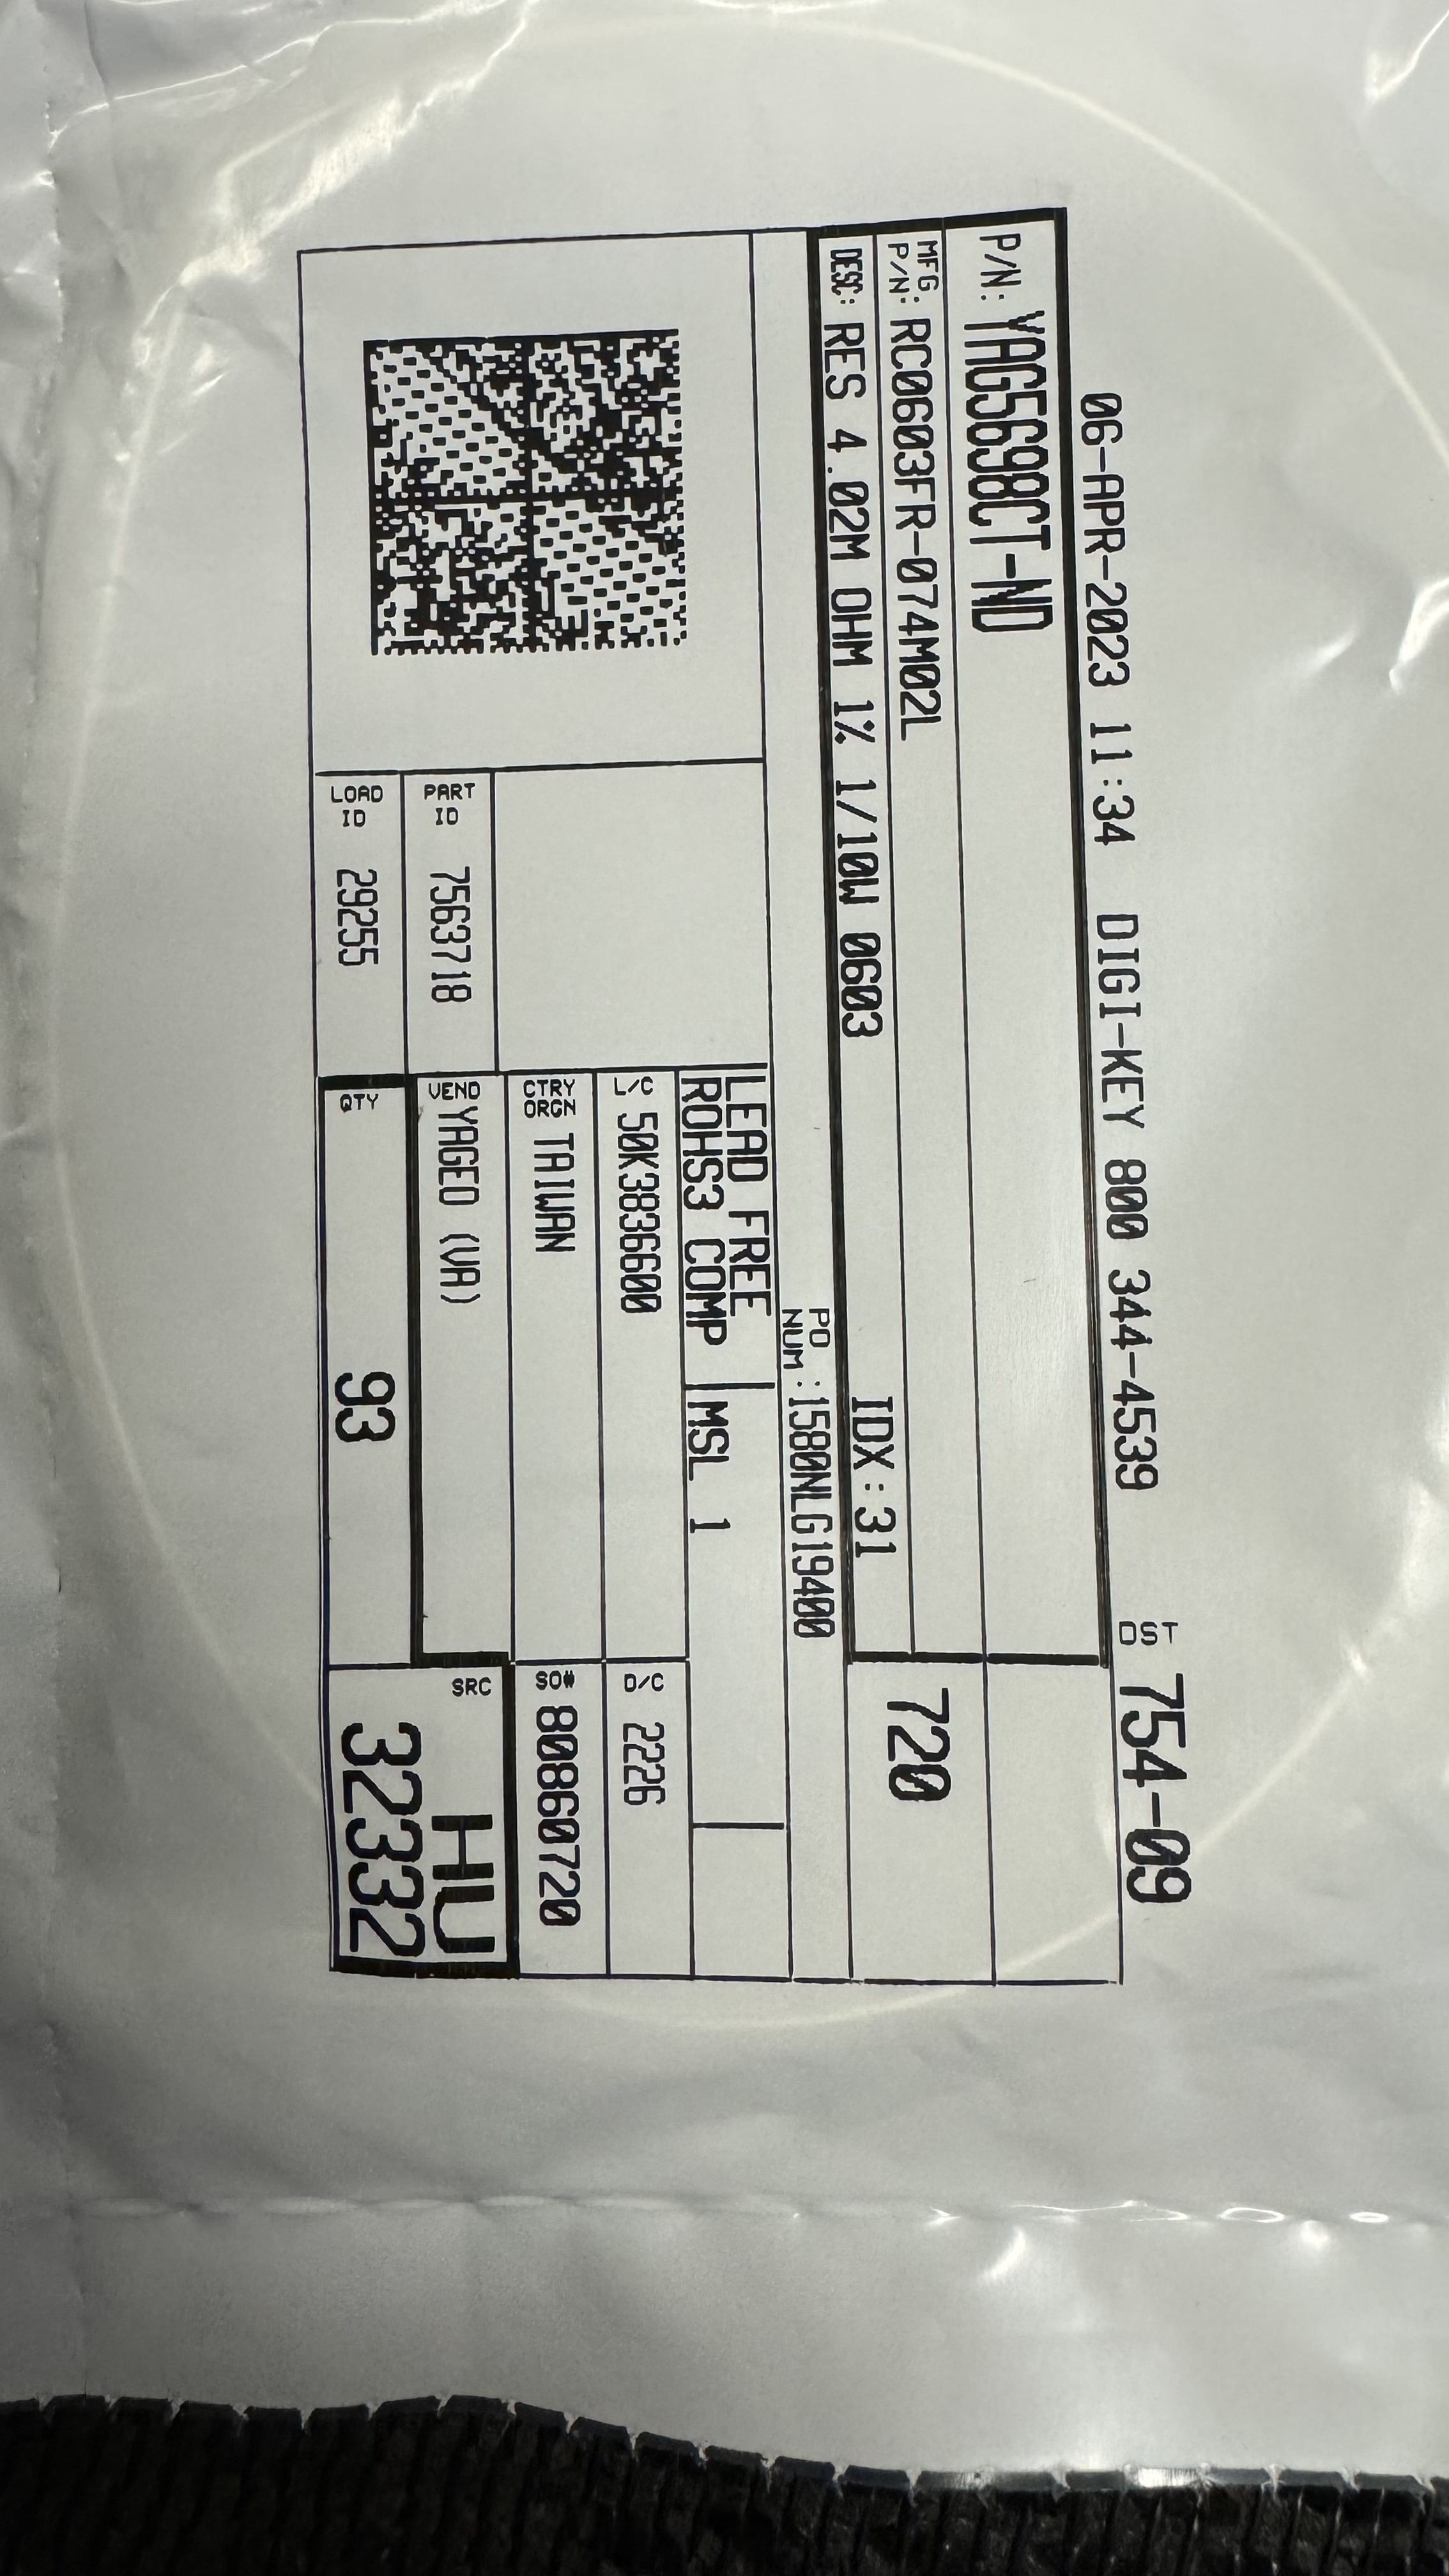 06-APR-2023 11:34 DIGI-KEY 800 344-4539 DST 754-09
P/N: YAG5698CT-ND
MFG P/N: RC0603FR-074M02L
720
DESC: RES 4.02M OHM 1% 1/10W 0603 IDX:31
PO NUM:1580NLG19400
LEAD FREE
ROHS3 COMP
MSL 1
L/C 50K3836600
D/C 2226
CTRY ORGN TAIWAN
SO# 80860720
PART ID 7563718
VEND YAGEO (VA)
SRC HU
32332
LOAD ID 29255
QTY 93